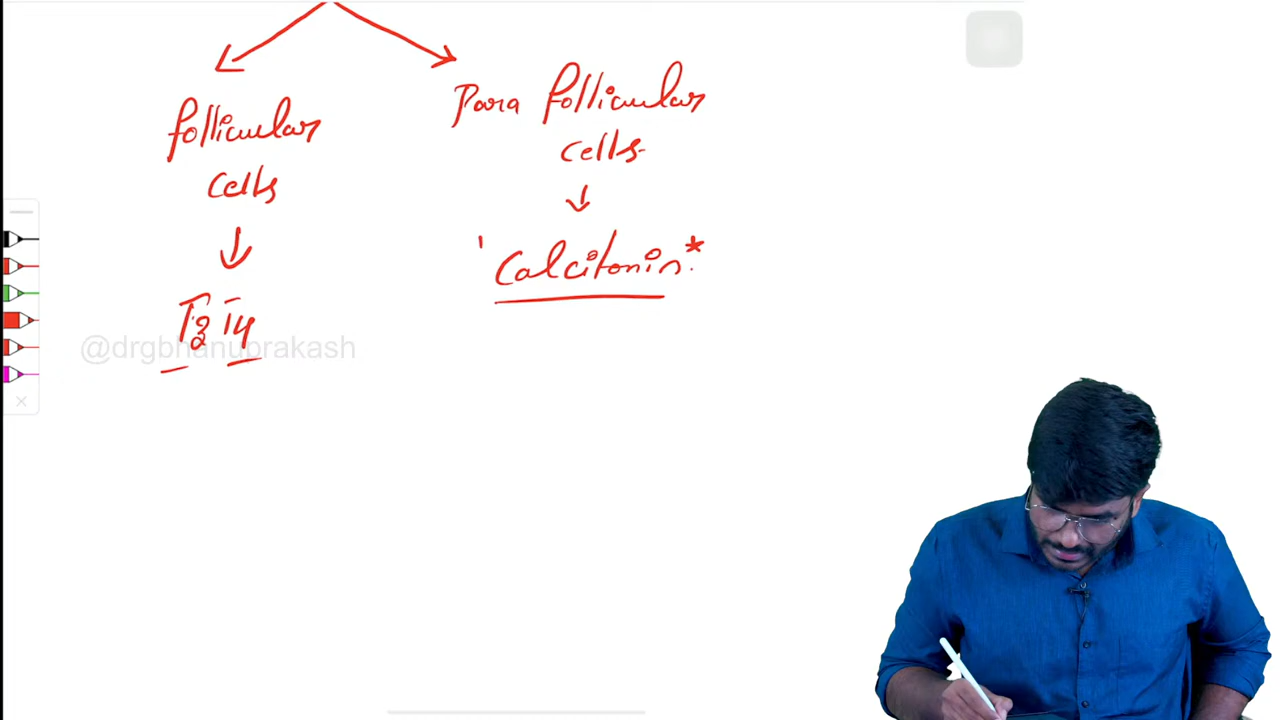 follicular
cells
T3 T4
Para follicular
cells
'Calcitonin*
@drgbhanuprakash